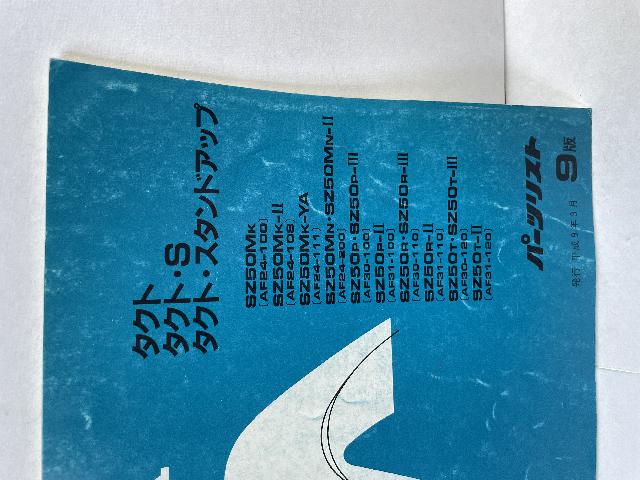 タクト
タクト・S
タクト・スタンドアップ
SZ50MK
[AF24-100]
SZ50MK-II
[AF24-108]
SZ50MK-YA
[AF24-111]
SZ50MN・SZ50MN-II
[AF24-200]
SZ50P・SZ50P-III
[AF30-100]
SZ50P-II
[AF31-100]
SZ50R・SZ50R-III
[AF30-110]
SZ50R-II
[AF31-110]
SZ50T・SZ50T-III
[AF30-120]
SZ50T-II
[AF31-120]
パーツリスト
9版